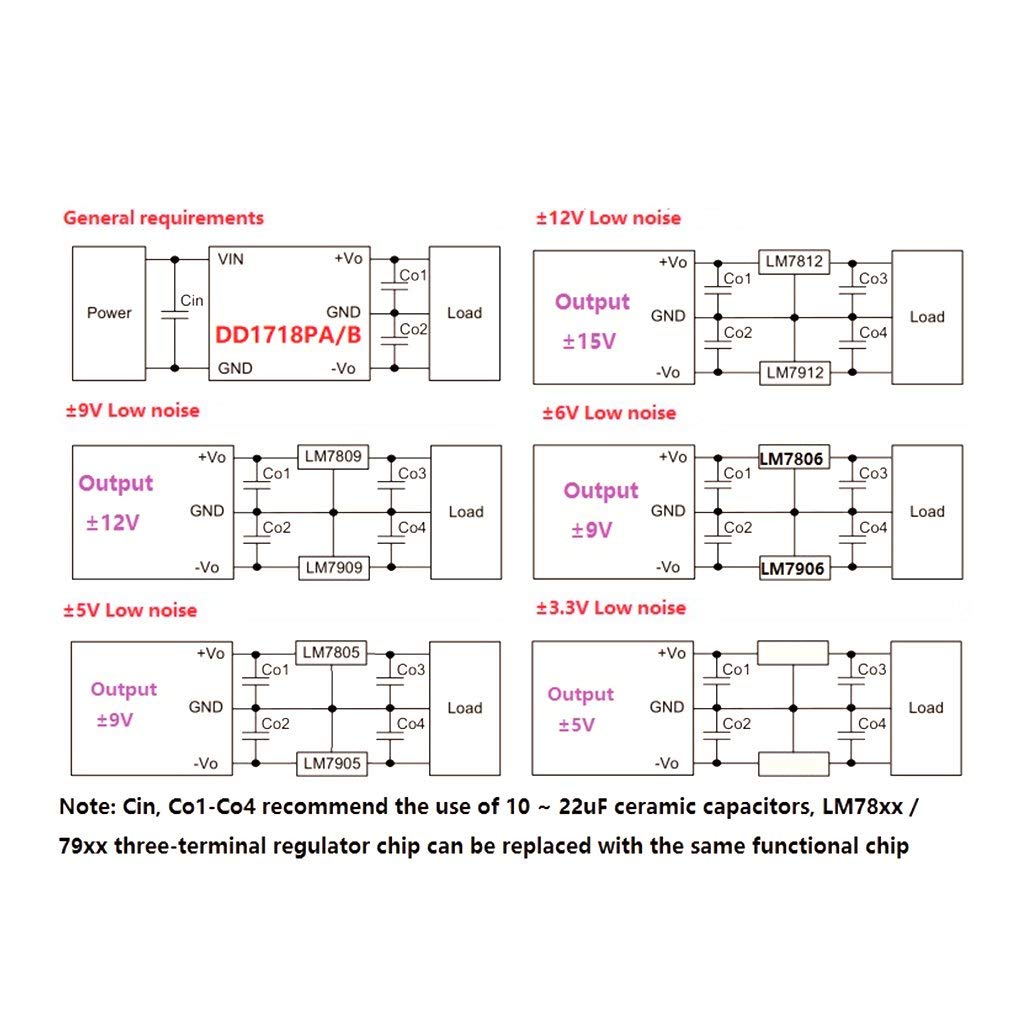 General requirements
Power
Cin
VIN
+Vo
GND
DD1718PA/B
GND
-Vo
Co1
Co2
Load
±12V Low noise
Output
±15V
+Vo
GND
-Vo
Co1
Co2
LM7812
LM7912
Co3
Co4
Load
±9V Low noise
Output
±12V
+Vo
GND
-Vo
Co1
Co2
LM7809
LM7909
Co3
Co4
Load
±6V Low noise
Output
±9V
+Vo
GND
-Vo
Co1
Co2
LM7806
LM7906
Co3
Co4
Load
±5V Low noise
Output
±9V
+Vo
GND
-Vo
Co1
Co2
LM7805
LM7905
Co3
Co4
Load
±3.3V Low noise
Output
±5V
+Vo
GND
-Vo
Co1
Co2
Co3
Co4
Load
Note: Cin, Co1-Co4 recommend the use of 10 ~ 22uF ceramic capacitors, LM78xx /
79xx three-terminal regulator chip can be replaced with the same functional chip